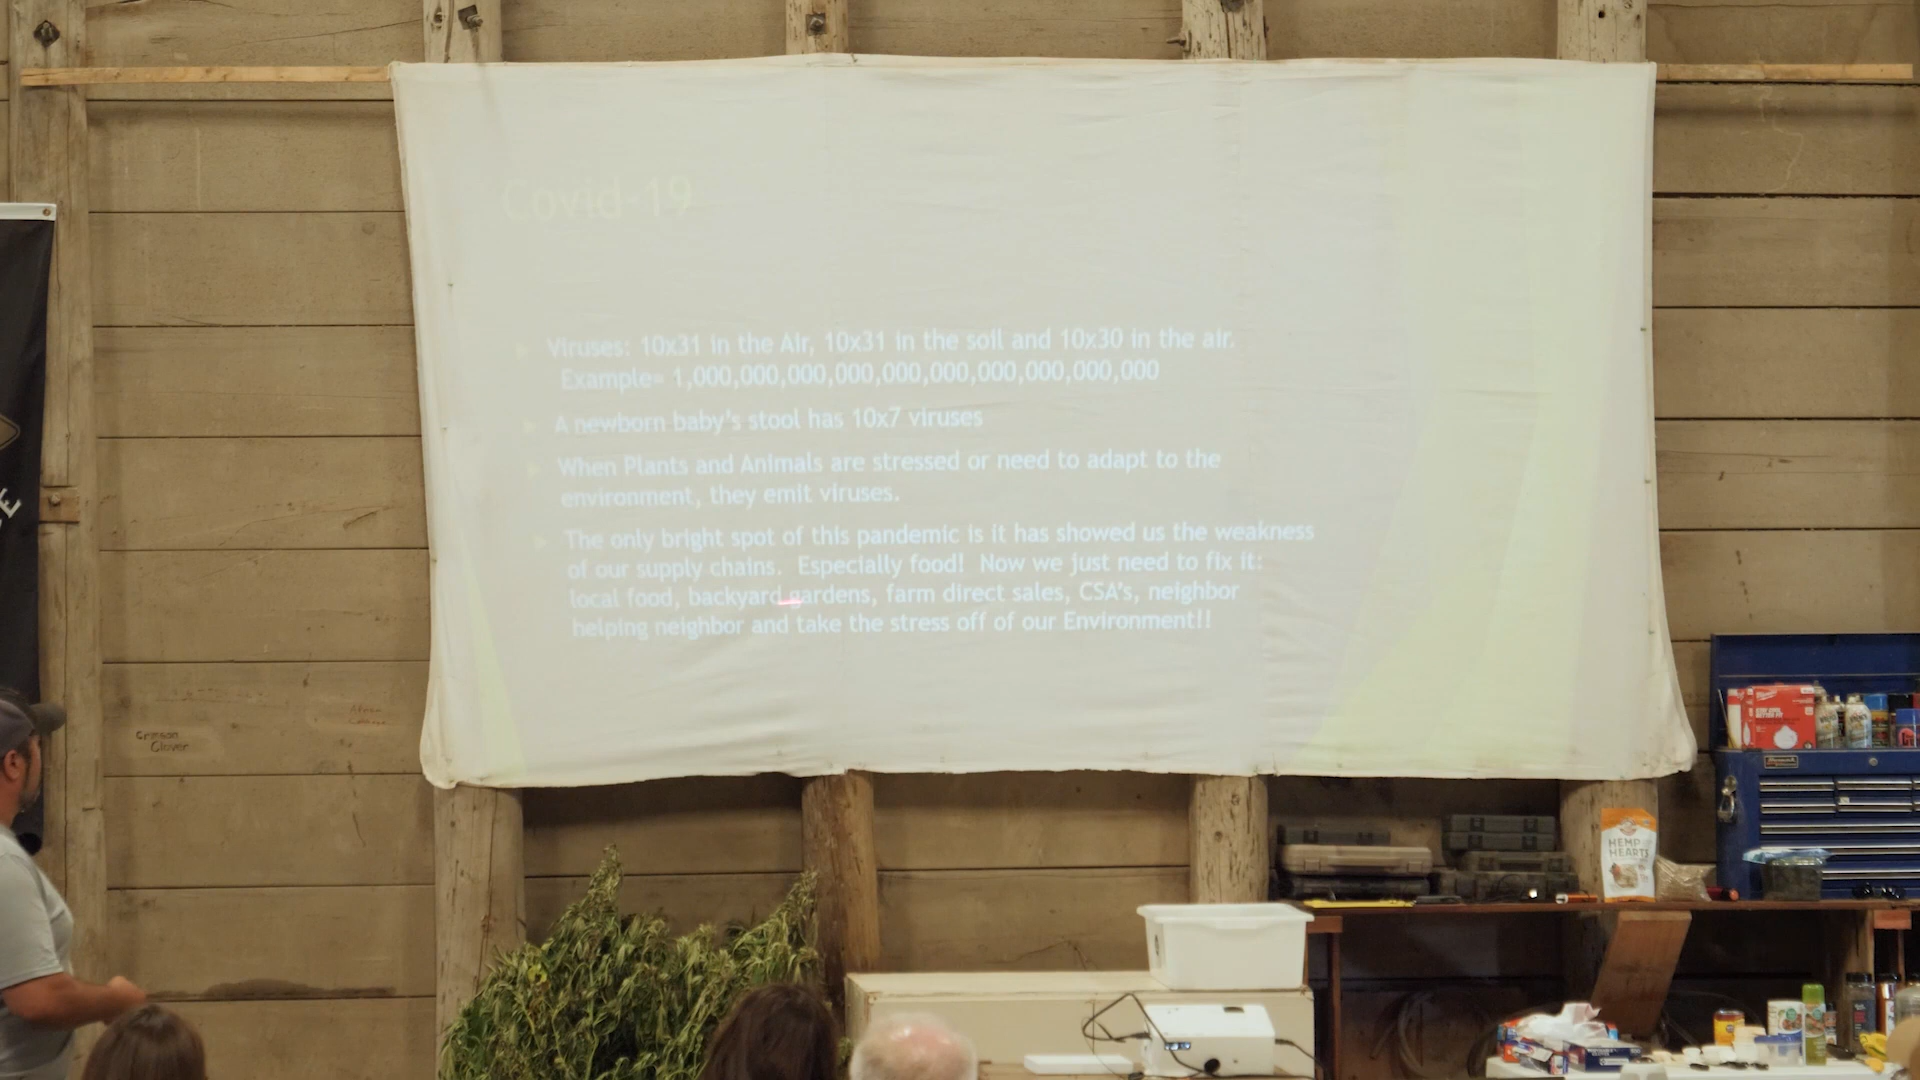 Covid-19
Viruses: 10x31 in the Air, 10x31 in the soil and 10x30 in the air.
Example= 1,000,000,000,000,000,000,000,000,000,000
A newborn baby's stool has 10x7 viruses
When Plants and Animals are stressed or need to adapt to the
environment, they emit viruses.
The only bright spot of this pandemic is it has showed us the weakness
of our supply chains. Especially food! Now we just need to fix it:
local food, backyard gardens, farm direct sales, CSA's, neighbor
helping neighbor and take the stress off of our Environment!!
Crimson
Clover
HEMP
HEARTS